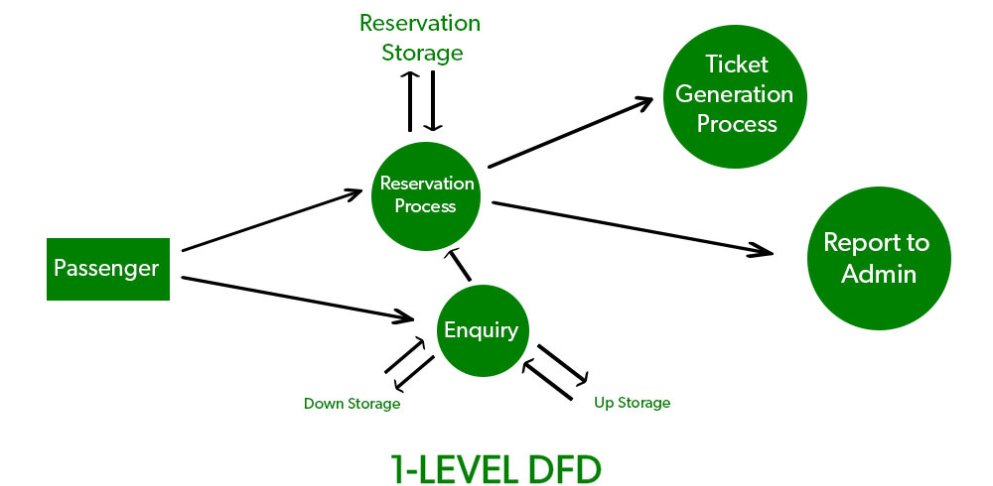 Reservation
Storage
Ticket
Generation
Process
Reservation
Process
Report to
Admin
Passenger
Enquiry
Down Storage
Up Storage
1-LEVEL DFD